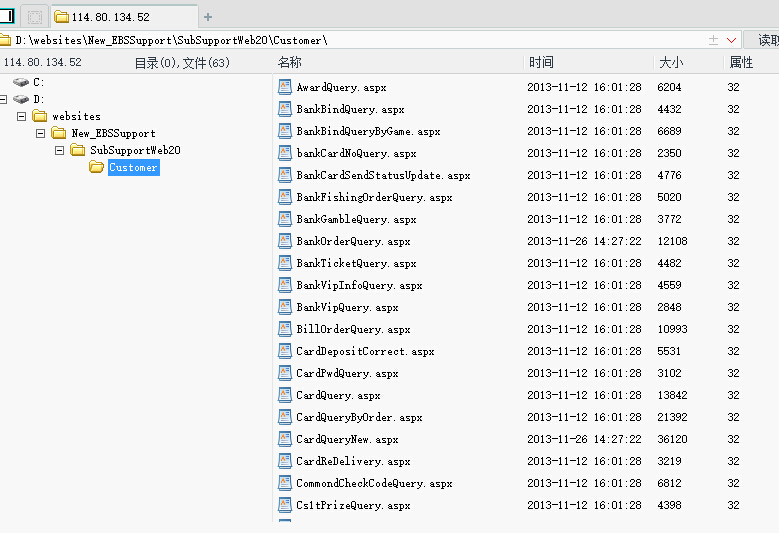 114.80.134.52
D:\websites\New_EBSSupport\SubSupportWeb20\Customer\ 读取
114.80.134.52 目录(0),文件(63) 名称 时间 大小 属性
C:
D:
websites
New_EBSSupport
SubSupportWeb20
Customer
AwardQuery.aspx 2013-11-12 16:01:28 6204 32
BankBindQuery.aspx 2013-11-12 16:01:28 4432 32
BankBindQueryByGame.aspx 2013-11-12 16:01:28 6689 32
bankCardNoQuery.aspx 2013-11-12 16:01:28 2350 32
BankCardSendStatusUpdate.aspx 2013-11-12 16:01:28 4776 32
BankFishingOrderQuery.aspx 2013-11-12 16:01:28 5020 32
BankGambleQuery.aspx 2013-11-12 16:01:28 3772 32
BankOrderQuery.aspx 2013-11-26 14:27:22 12108 32
BankTicketQuery.aspx 2013-11-12 16:01:28 4482 32
BankVipInfoQuery.aspx 2013-11-12 16:01:28 4559 32
BankVipQuery.aspx 2013-11-12 16:01:28 2848 32
BillOrderQuery.aspx 2013-11-12 16:01:28 10993 32
CardDepositCorrect.aspx 2013-11-12 16:01:28 5531 32
CardPwdQuery.aspx 2013-11-12 16:01:28 3102 32
CardQuery.aspx 2013-11-12 16:01:28 13842 32
CardQueryByOrder.aspx 2013-11-12 16:01:28 21392 32
CardQueryNew.aspx 2013-11-26 14:27:22 36120 32
CardReDelivery.aspx 2013-11-12 16:01:28 3219 32
CommondCheckCodeQuery.aspx 2013-11-12 16:01:28 6812 32
Cs1tPrizeQuery.aspx 2013-11-12 16:01:28 4398 32